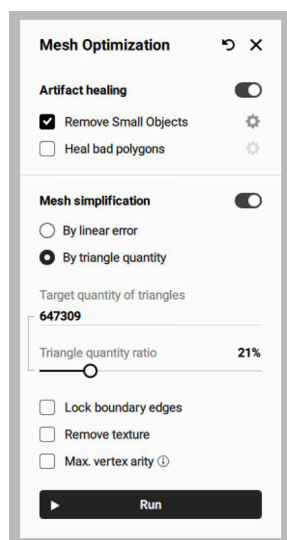 Mesh Optimization
Artifact healing
Remove Small Objects
Heal bad polygons
Mesh simplification
By linear error
By triangle quantity
Target quantity of triangles
647309
Triangle quantity ratio 21%
Lock boundary edges
Remove texture
Max. vertex arity
Run